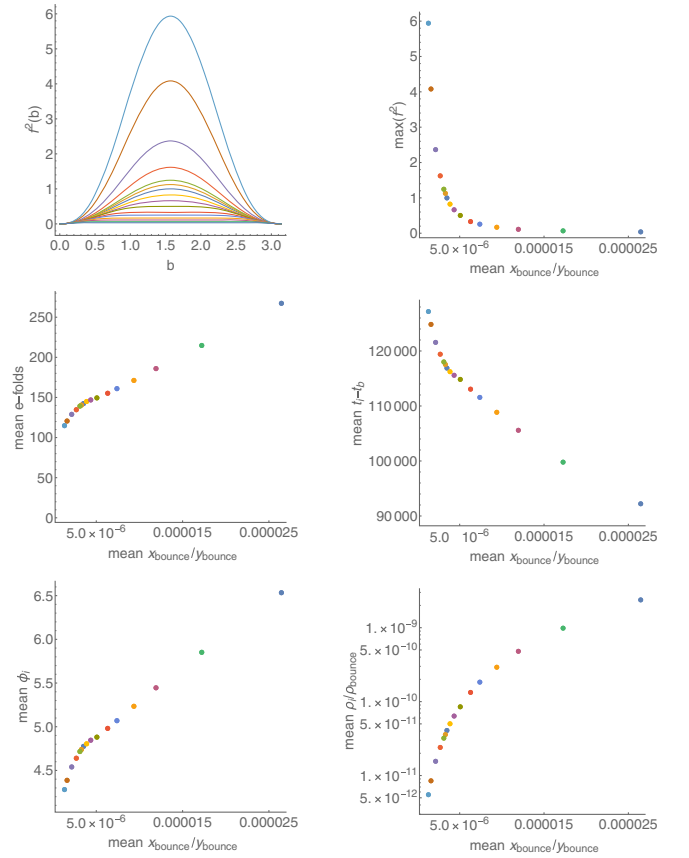 6
5
4
3
2
1
0
f²(b)
0.0 0.5 1.0 1.5 2.0 2.5 3.0
b
6
5
4
3
2
1
0
max(f²)
5.×10⁻⁶ 0.000015 0.000025
mean x_bounce/y_bounce
250
200
150
100
50
0
mean e-folds
5.×10⁻⁶ 0.000015 0.000025
mean x_bounce/y_bounce
120 000
110 000
100 000
90 000
mean t_i-t_b
5. 10⁻⁶ 0.000015 0.000025
mean x_bounce/y_bounce
6.5
6.0
5.5
5.0
4.5
mean ϕ_i
5.×10⁻⁶ 0.000015 0.000025
mean x_bounce/y_bounce
1.×10⁻⁹
5.×10⁻¹⁰
1.×10⁻¹⁰
5.×10⁻¹¹
1.×10⁻¹¹
5.×10⁻¹²
mean ρ_i/ρ_bounce
5.×10⁻⁶ 0.000015 0.000025
mean x_bounce/y_bounce